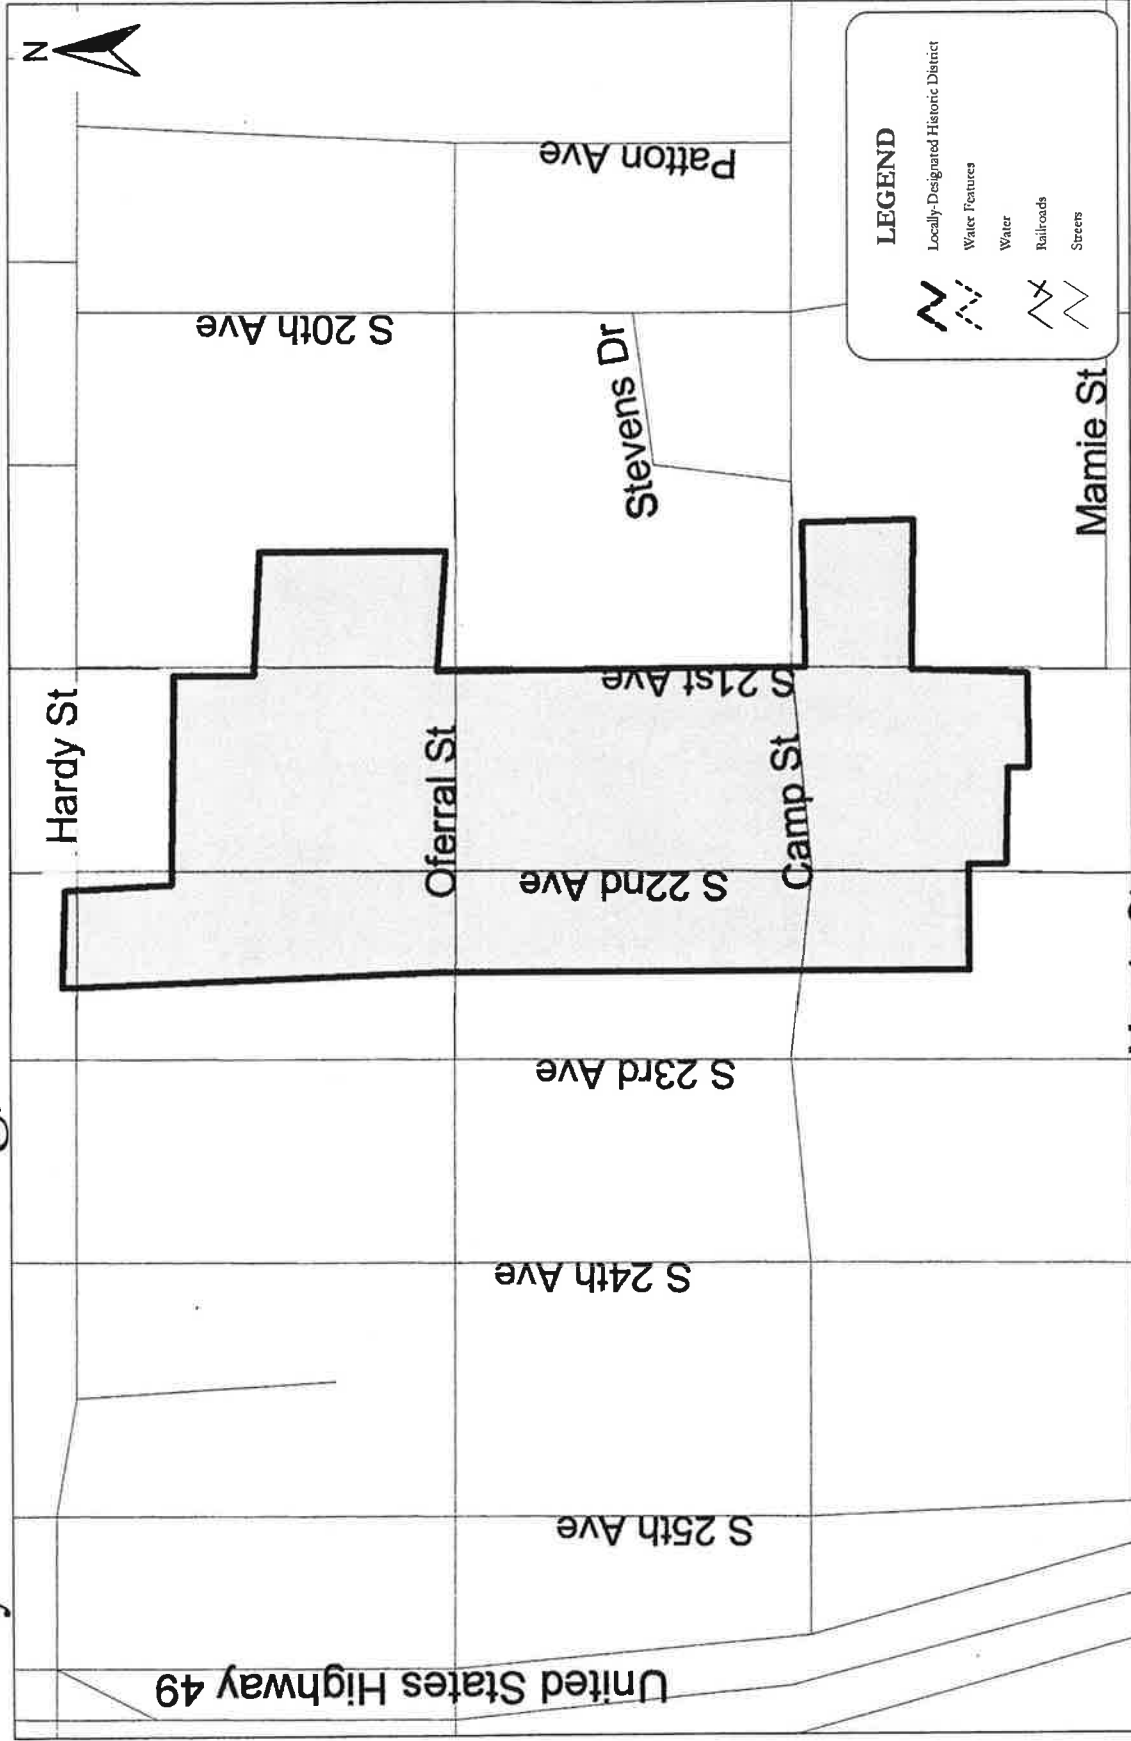 N
Hardy St
Patton Ave
S 20th Ave
Stevens Dr
Oferral St
S 21st Ave
Camp St
S 22nd Ave
Mamie St
S 23rd Ave
S 24th Ave
S 25th Ave
United States Highway 49
LEGEND
Locally-Designated Historic District
Water Features
Water
Railroads
Streets